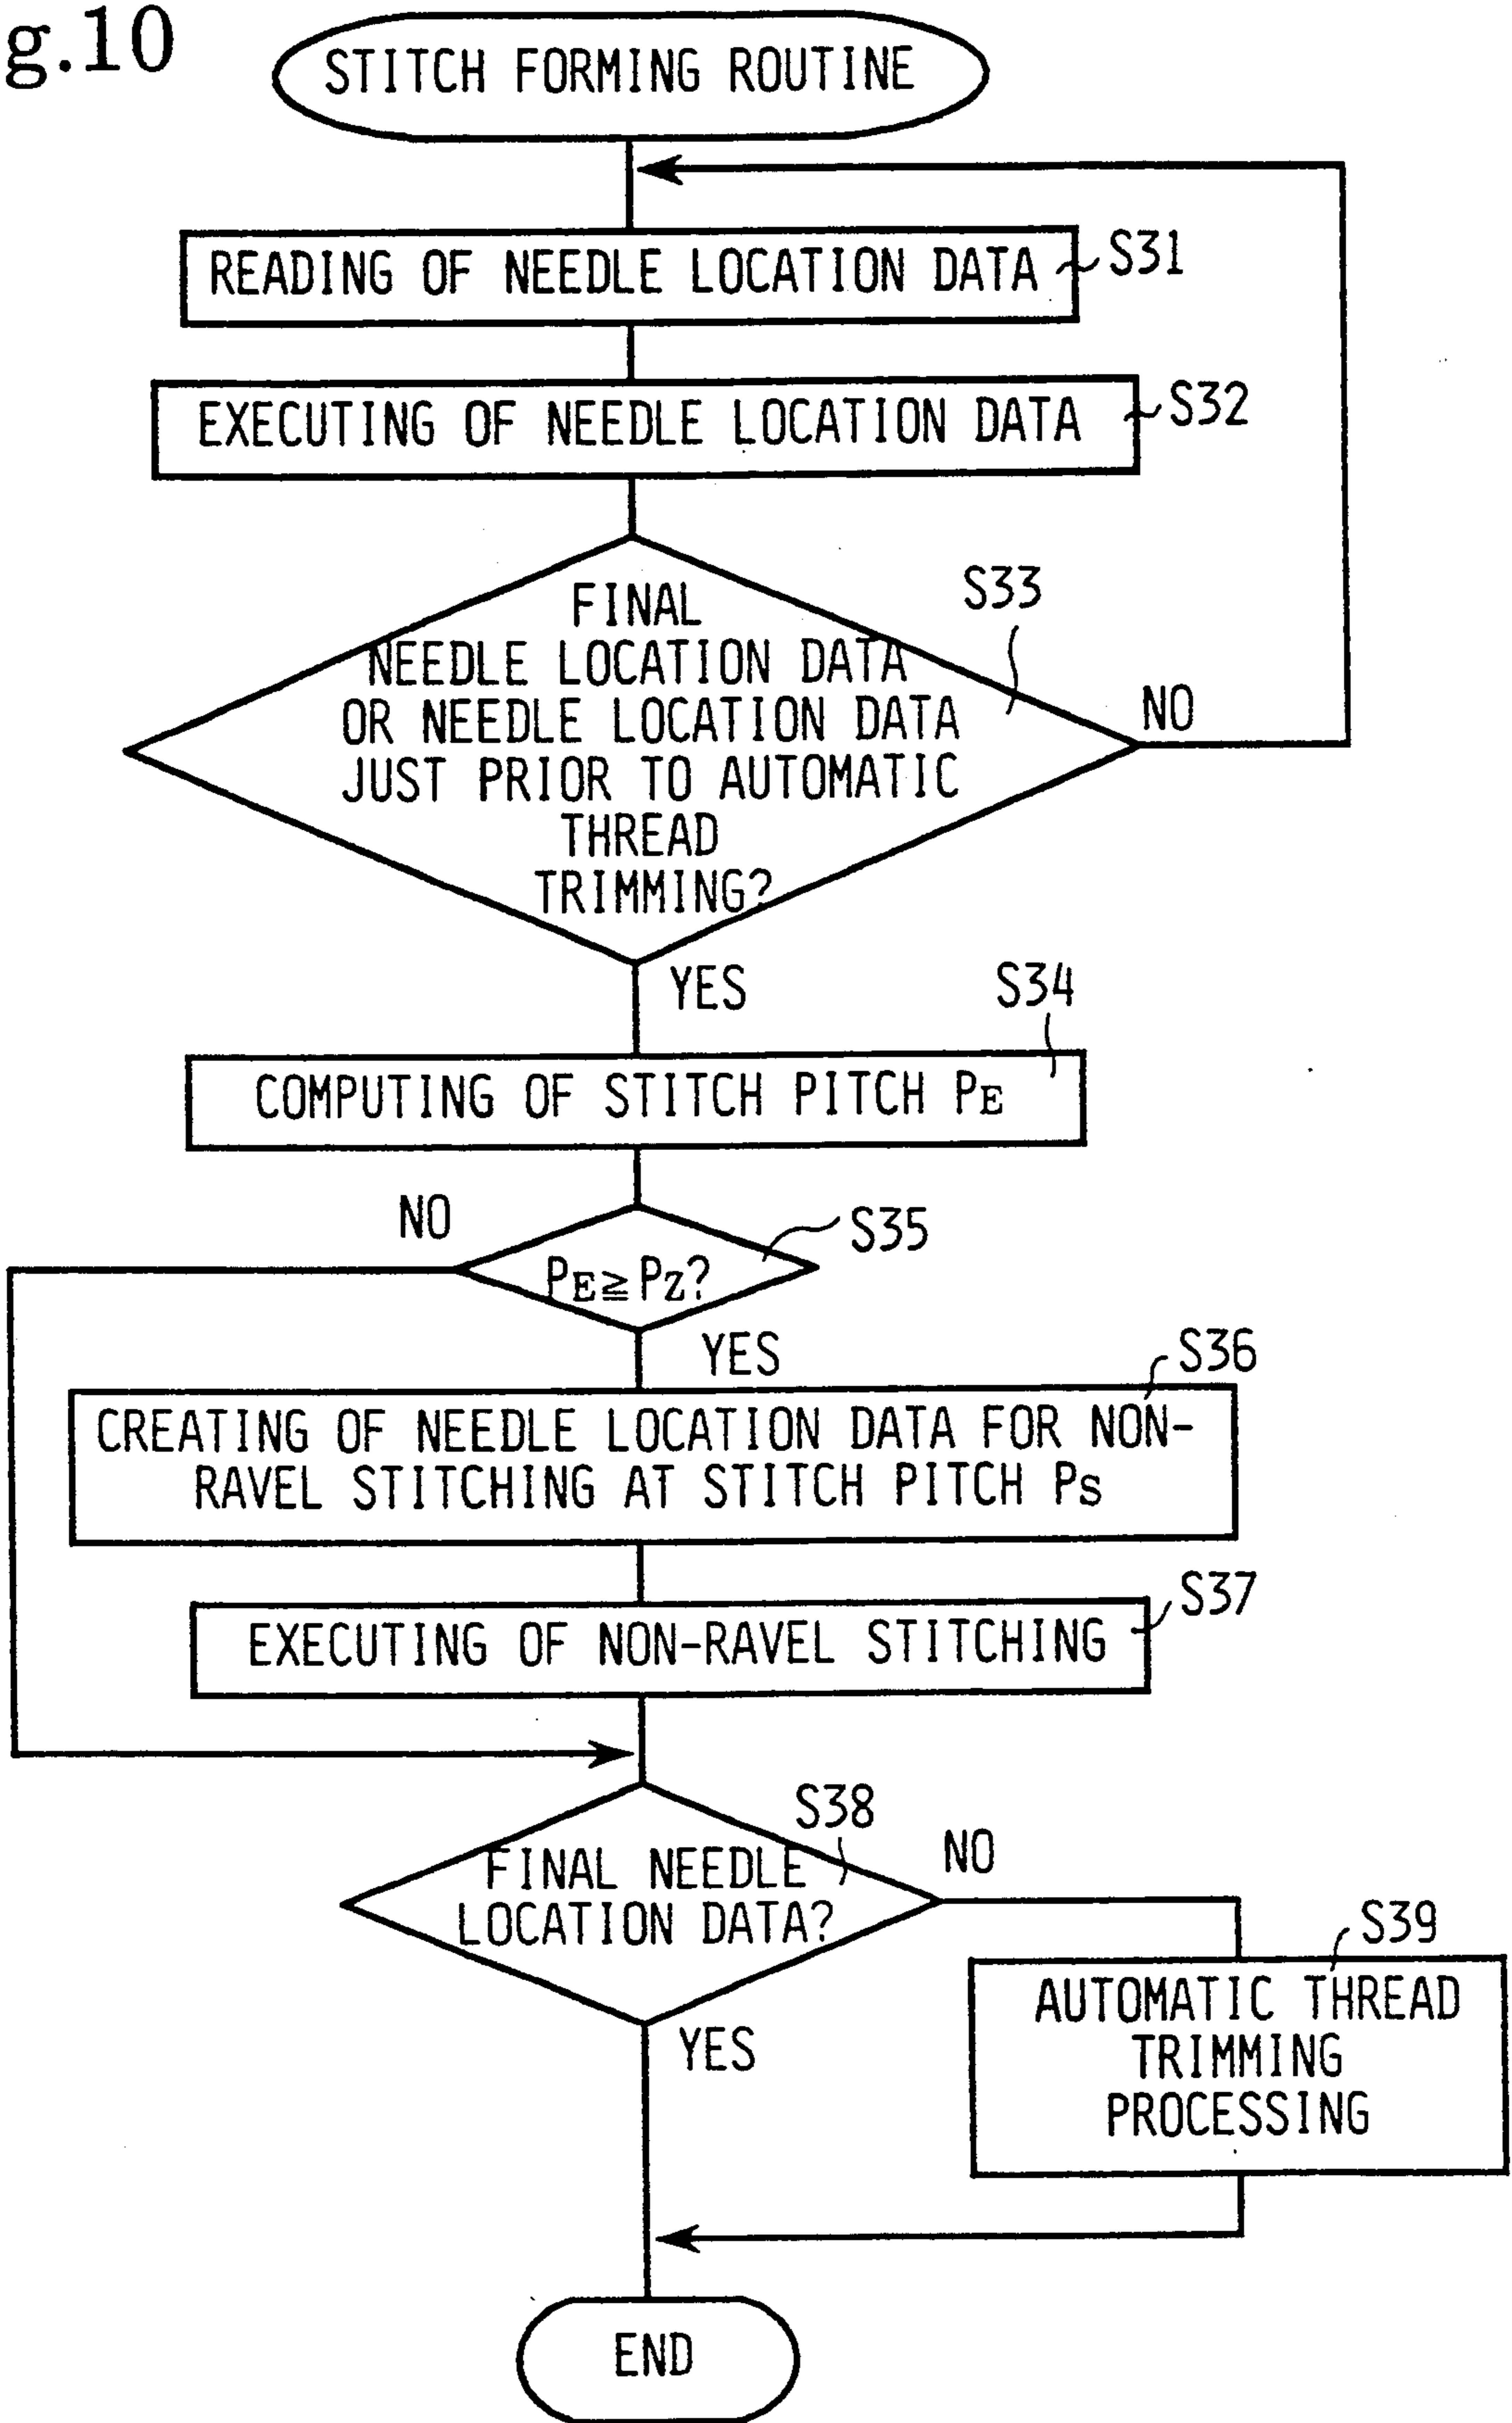 g.10
STITCH FORMING ROUTINE
READING OF NEEDLE LOCATION DATA
S31
EXECUTING OF NEEDLE LOCATION DATA
S32
S33
FINAL
NEEDLE LOCATION DATA
OR NEEDLE LOCATION DATA
JUST PRIOR TO AUTOMATIC
THREAD
TRIMMING?
NO
YES
S34
COMPUTING OF STITCH PITCH PE
NO
S35
PE≧PZ?
YES
S36
CREATING OF NEEDLE LOCATION DATA FOR NON-
RAVEL STITCHING AT STITCH PITCH PS
S37
EXECUTING OF NON-RAVEL STITCHING
S38
FINAL NEEDLE
LOCATION DATA?
NO
YES
S39
AUTOMATIC THREAD
TRIMMING
PROCESSING
END